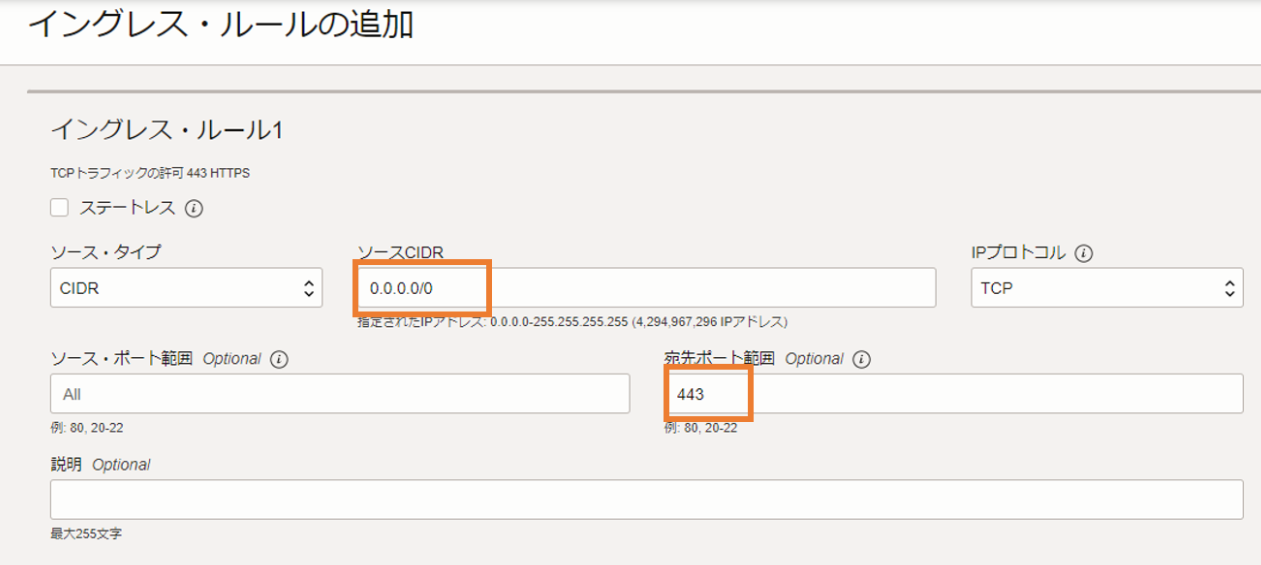 イングレス・ルールの追加
イングレス・ルール1
TCPトラフィックの許可 443 HTTPS
ステートレス
ソース・タイプ ソースCIDR IPプロトコル
CIDR 0.0.0.0/0 TCP
指定されたIPアドレス: 0.0.0.0-255.255.255.255 (4,294,967,296 IPアドレス)
ソース・ポート範囲 Optional 宛先ポート範囲 Optional
All 443
例: 80, 20-22 例: 80, 20-22
説明 Optional
最大255文字